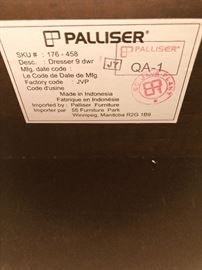 PALLISER®
SKU # : 176 - 458
Desc. : Dresser 9 dwr
Mfg. date code :
Le Code de Date de Mfg
Factory code : JVP
Code d'usine
PALLISER®
JY
QA-1
Made in Indonesia
Fabrique en Indonésie
Imported by : Palliser Furniture
Importer par : 55 Furniture Park
Winnipeg, Manitoba R2G 1B9